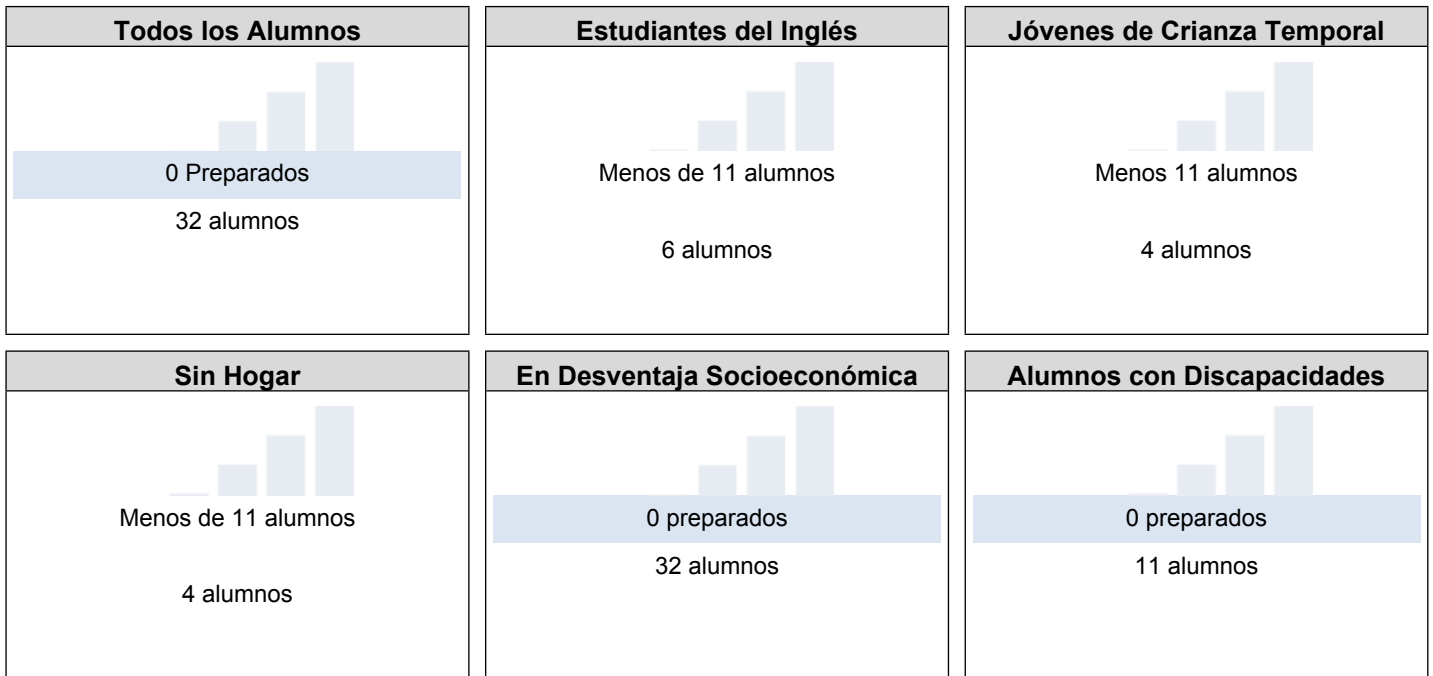 Todos los Alumnos
0 Preparados
32 alumnos
Estudiantes del Inglés
Menos de 11 alumnos
6 alumnos
Jóvenes de Crianza Temporal
Menos 11 alumnos
4 alumnos
Sin Hogar
Menos de 11 alumnos
4 alumnos
En Desventaja Socioeconómica
0 preparados
32 alumnos
Alumnos con Discapacidades
0 preparados
11 alumnos